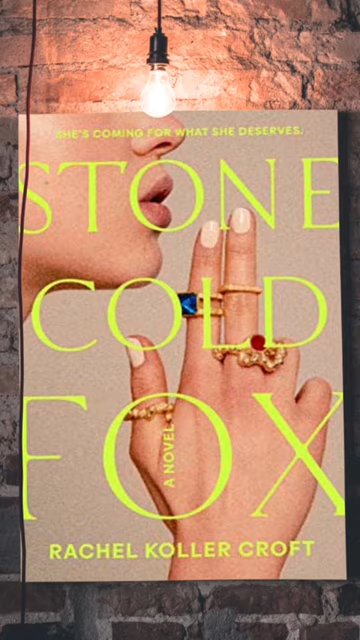 SHE'S COMING FOR WHAT SHE DESERVES.
STONE
COLD
FOX
A NOVEL
RACHEL KOLLER CROFT